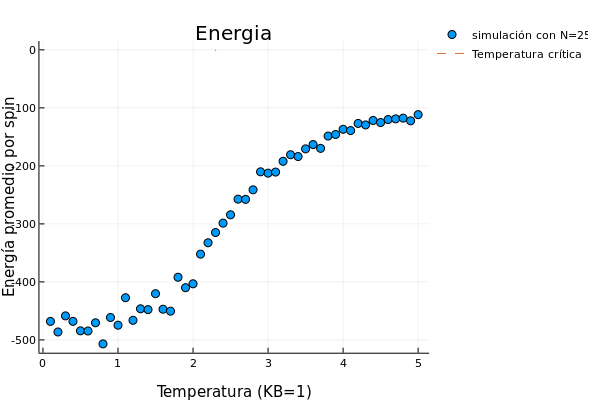 Energia
simulación con N=25
Temperatura crítica
Energía promedio por spin
0
-100
-200
-300
-400
-500
0 1 2 3 4 5
Temperatura (KB=1)